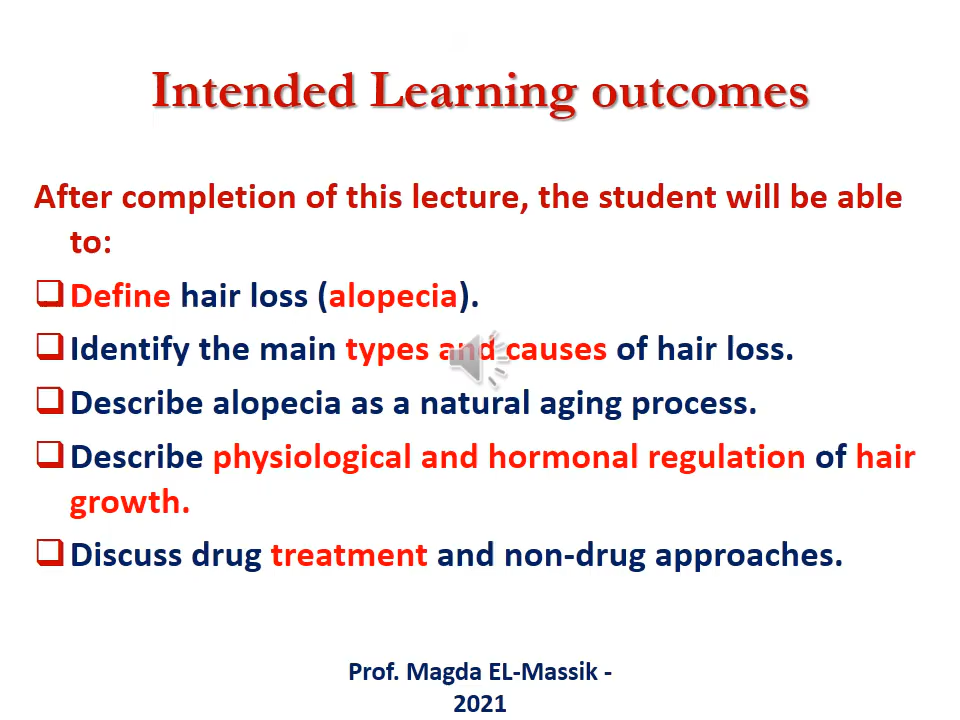 Intended Learning outcomes
After completion of this lecture, the student will be able
to:
Define hair loss (alopecia).
Identify the main types and causes of hair loss.
Describe alopecia as a natural aging process.
Describe physiological and hormonal regulation of hair
growth.
Discuss drug treatment and non-drug approaches.
Prof. Magda EL-Massik -
2021